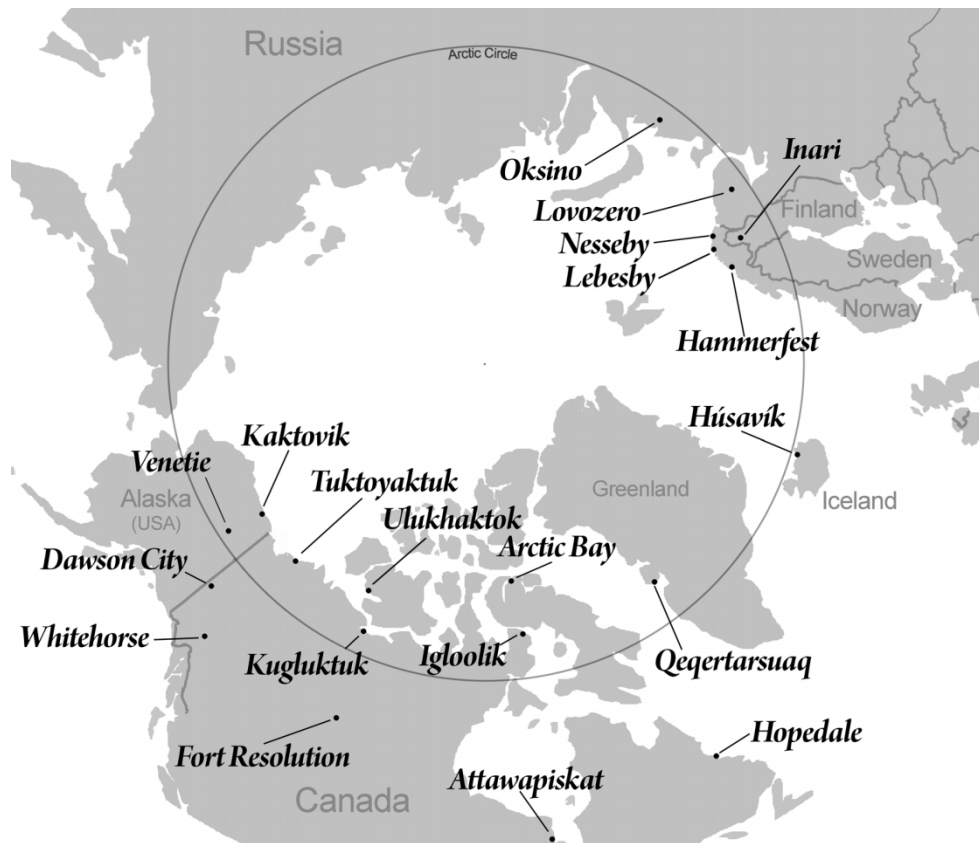 Russia
Arctic Circle
Oksino
Inari
Lovozero
Finland
Nesseby
Lebesby
Sweden
Norway
Hammerfest
Húsavík
Kaktovik
Venetie
Tuktoyaktuk
Greenland
Iceland
Alaska
(USA)
Ulukhaktok
Arctic Bay
Dawson City
Whitehorse
Kugluktuk
Igloolik
Qeqertarsuaq
Hopedale
Fort Resolution
Attawapiskat
Canada